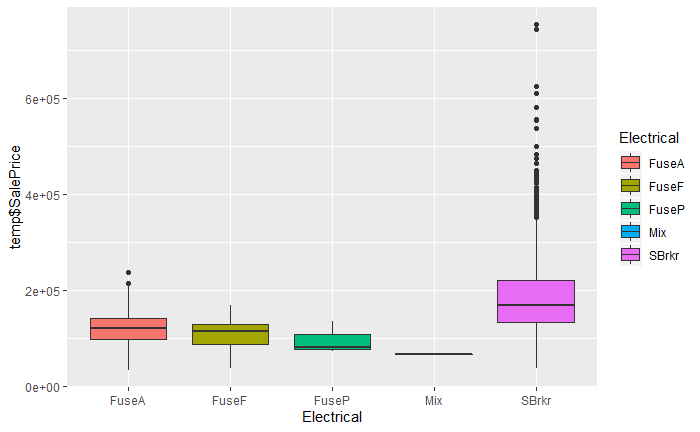 temp$SalePrice
6e+05
4e+05
2e+05
0e+00
FuseA FuseF FuseP Mix SBrkr
Electrical
Electrical
FuseA
FuseF
FuseP
Mix
SBrkr